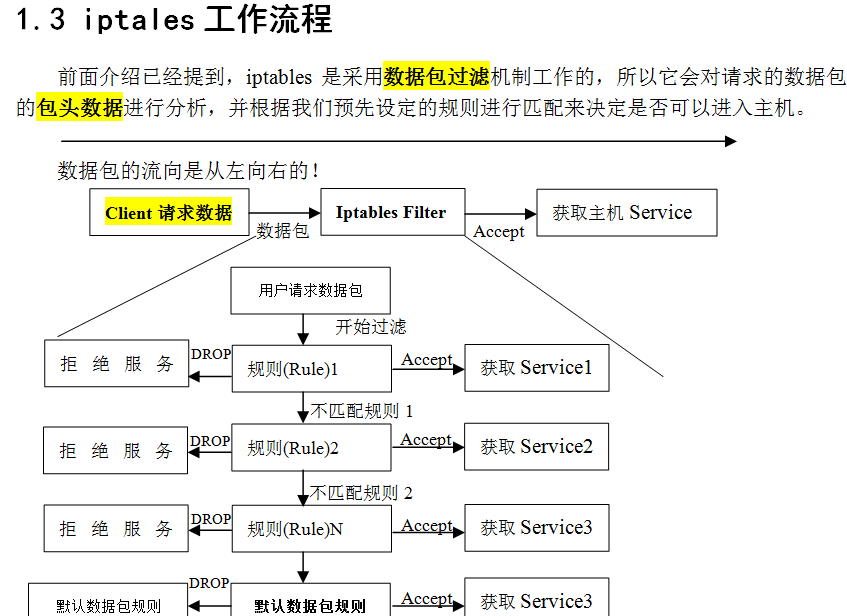 1.3 iptales 工作流程
前面介绍已经提到，iptables 是采用数据包过滤机制工作的，所以它会对请求的数据包
的包头数据进行分析，并根据我们预先设定的规则进行匹配来决定是否可以进入主机。
数据包的流向是从左向右的！
Client 请求数据
数据包
Iptables Filter
Accept
获取主机 Service
用户请求数据包
开始过滤
拒 绝 服 务
DROP
规则(Rule)1
Accept
获取 Service1
不匹配规则 1
拒 绝 服 务
DROP
规则(Rule)2
Accept
获取 Service2
不匹配规则 2
拒 绝 服 务
DROP
规则(Rule)N
Accept
获取 Service3
默认数据包规则
DROP
默认数据包规则
Accept
获取 Service3